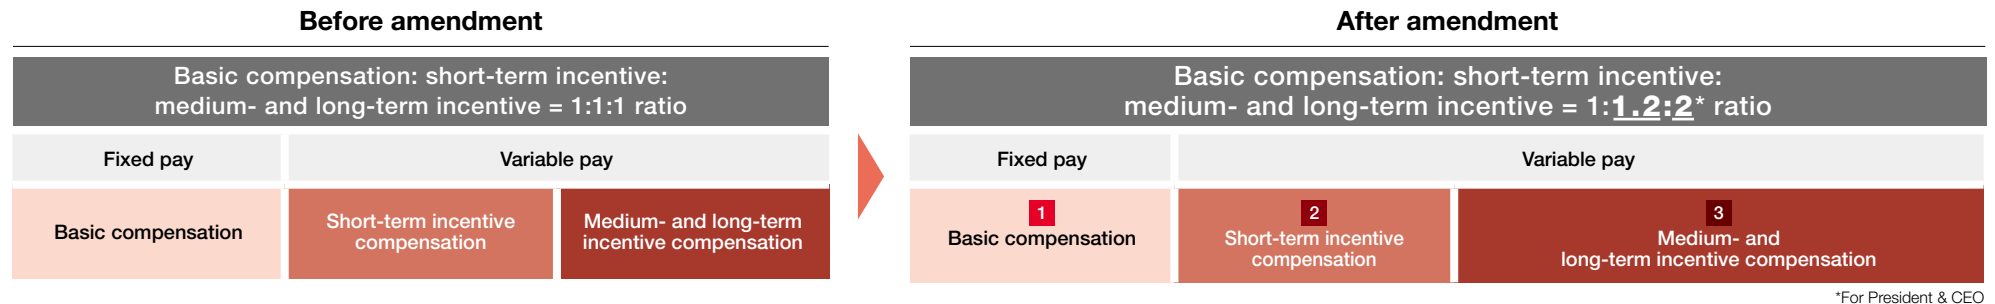 Before amendment
Basic compensation: short-term incentive:
medium- and long-term incentive = 1:1:1 ratio
Fixed pay
Variable pay
Basic compensation
Short-term incentive
compensation
Medium- and long-term
incentive compensation
After amendment
Basic compensation: short-term incentive:
medium- and long-term incentive = 1:1.2:2* ratio
Fixed pay
Variable pay
1
Basic compensation
2
Short-term incentive
compensation
3
Medium- and
long-term incentive compensation
*For President & CEO